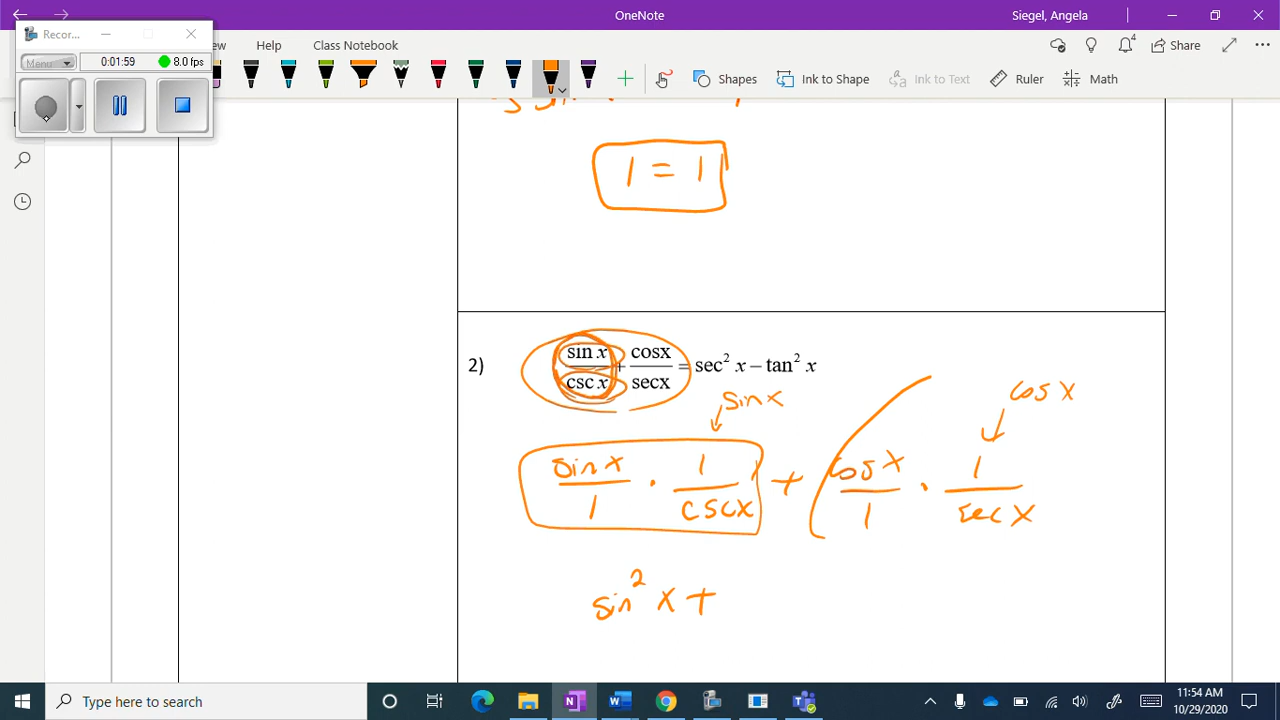 OneNote
Siegel, Angela
Recor...
ew Help Class Notebook
Share
Menu 0:01:59 8.0 fps
Shapes Ink to Shape Ink to Text Ruler Math
1 = 1
2) sin x / csc x + cosx / secx = sec² x – tan² x
sin x cos x
sin x / 1 · 1 / csc x + cos x / 1 · 1 / sec x
sin² x +
Type here to search
11:54 AM
10/29/2020
4